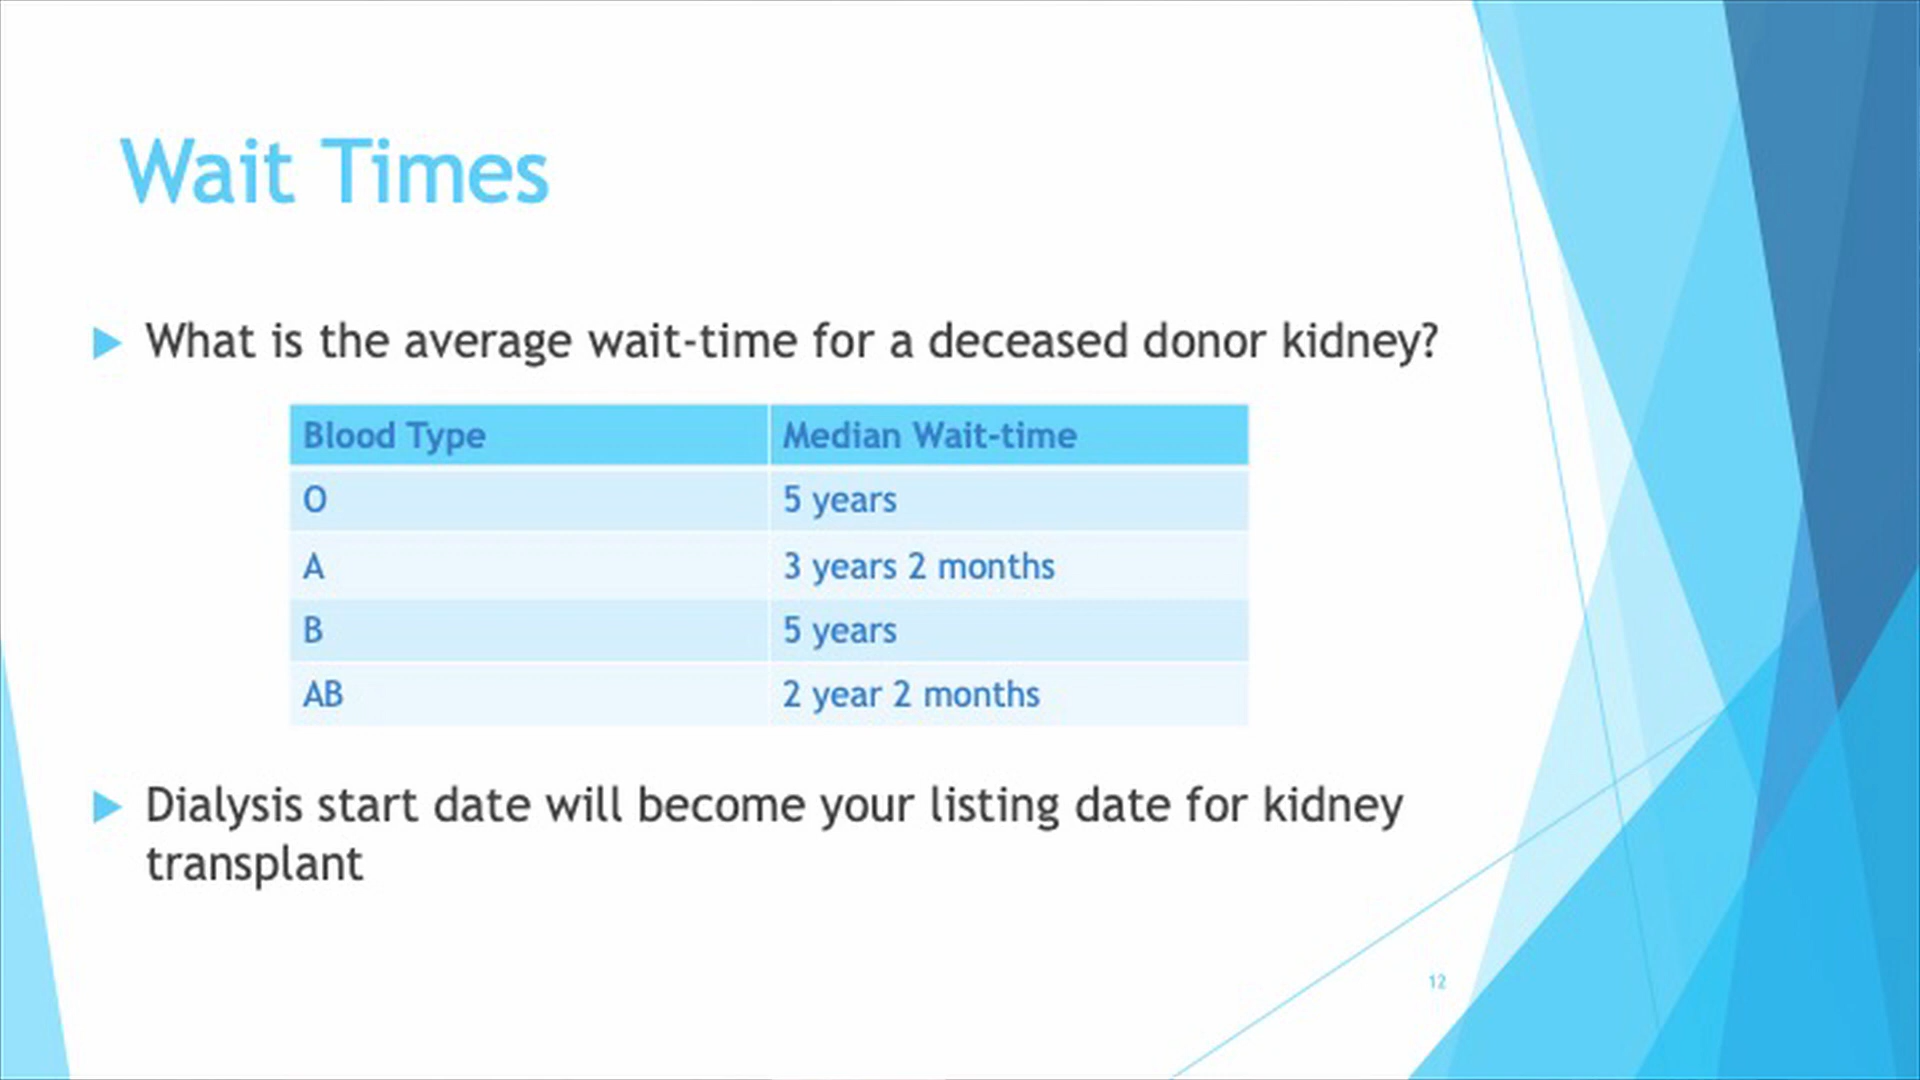 Wait Times
What is the average wait-time for a deceased donor kidney?
Blood Type Median Wait-time
O 5 years
A 3 years 2 months
B 5 years
AB 2 year 2 months
Dialysis start date will become your listing date for kidney
transplant
12